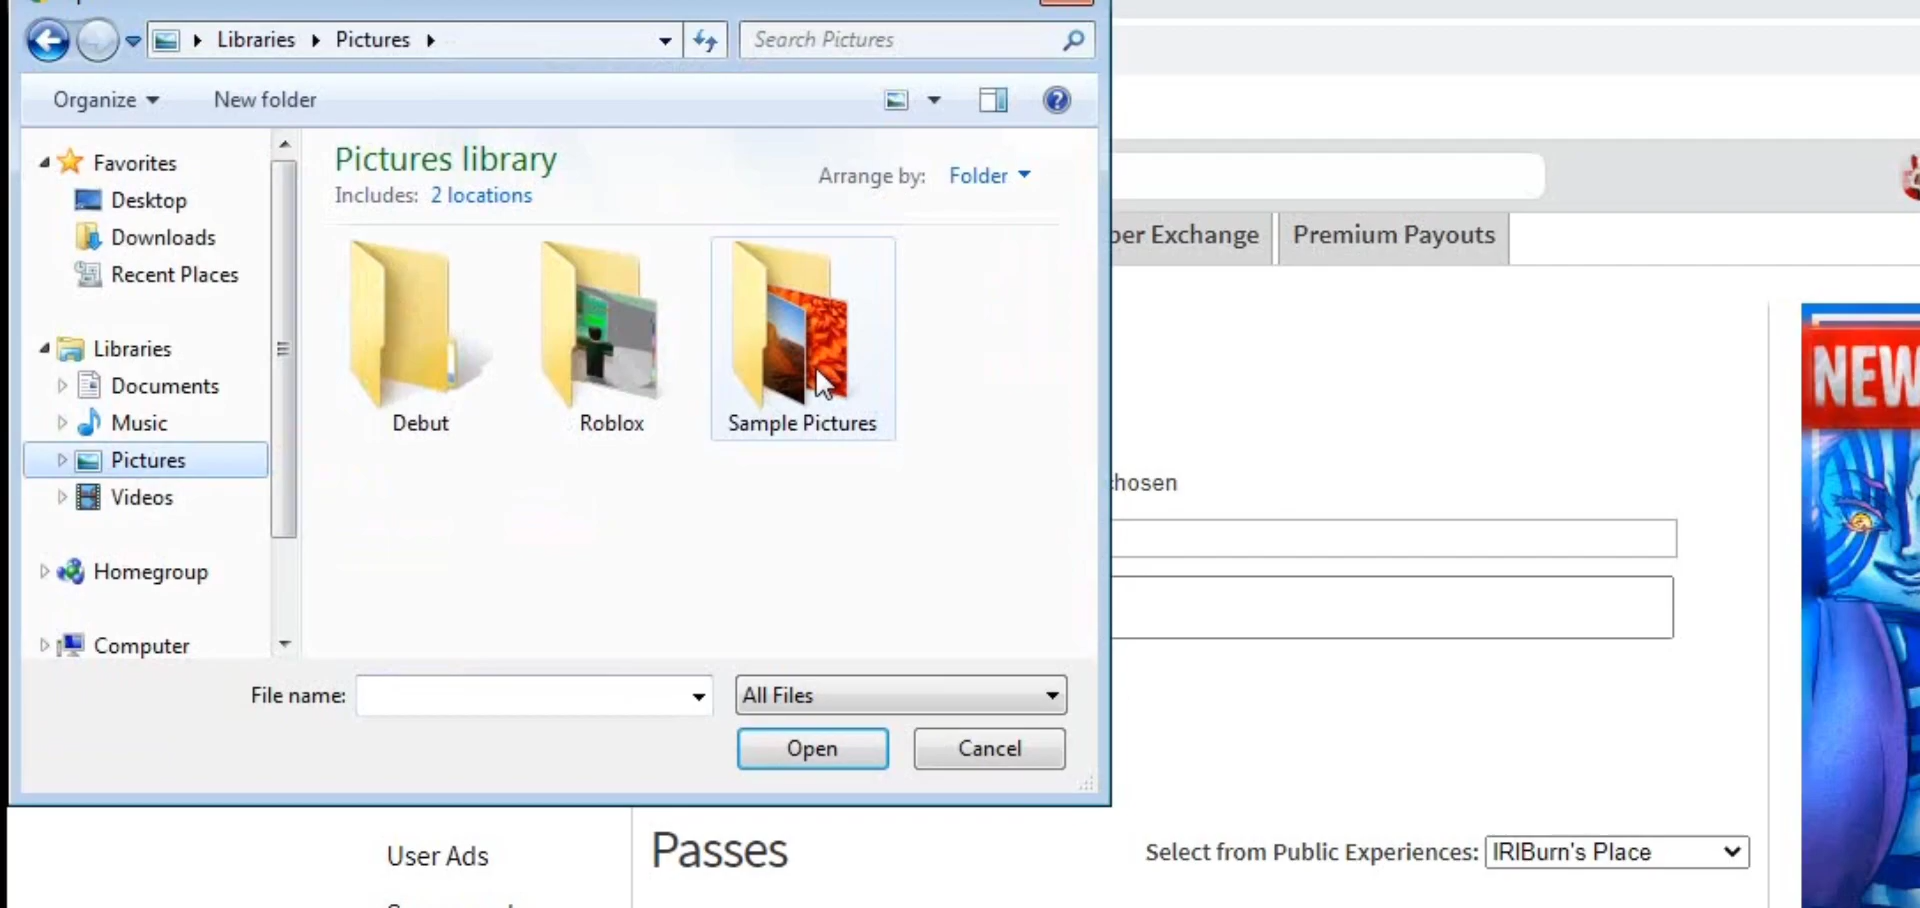 Libraries
Pictures
Search Pictures
Organize
New folder
Favorites
Desktop
Downloads
Recent Places
Libraries
Documents
Music
Pictures
Videos
Homegroup
Computer
Pictures library
Includes: 2 locations
Arrange by: Folder
Debut
Roblox
Sample Pictures
File name:
All Files
Open
Cancel
Exchange
Premium Payouts
NEW
User Ads
Passes
Select from Public Experiences: IRIBurn's Place